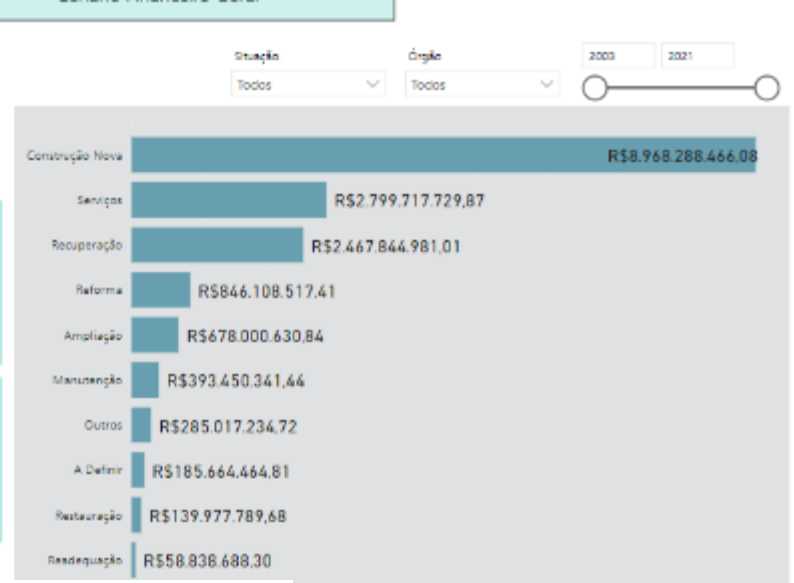 Financeiro Geral
Situação
Órgão
2003
2021
Todos
Todos
Construção Nova
R$8.968.288.466,08
Serviços
R$2.799.717.729,87
Recuperação
R$2.467.844.981,01
Reforma
R$846.108.517,41
Ampliação
R$678.000.630,84
Manutenção
R$393.450.341,44
Outros
R$285.017.234,72
A Definir
R$185.664.464,81
Restauração
R$139.977.789,68
Readequação
R$58.838.688,30